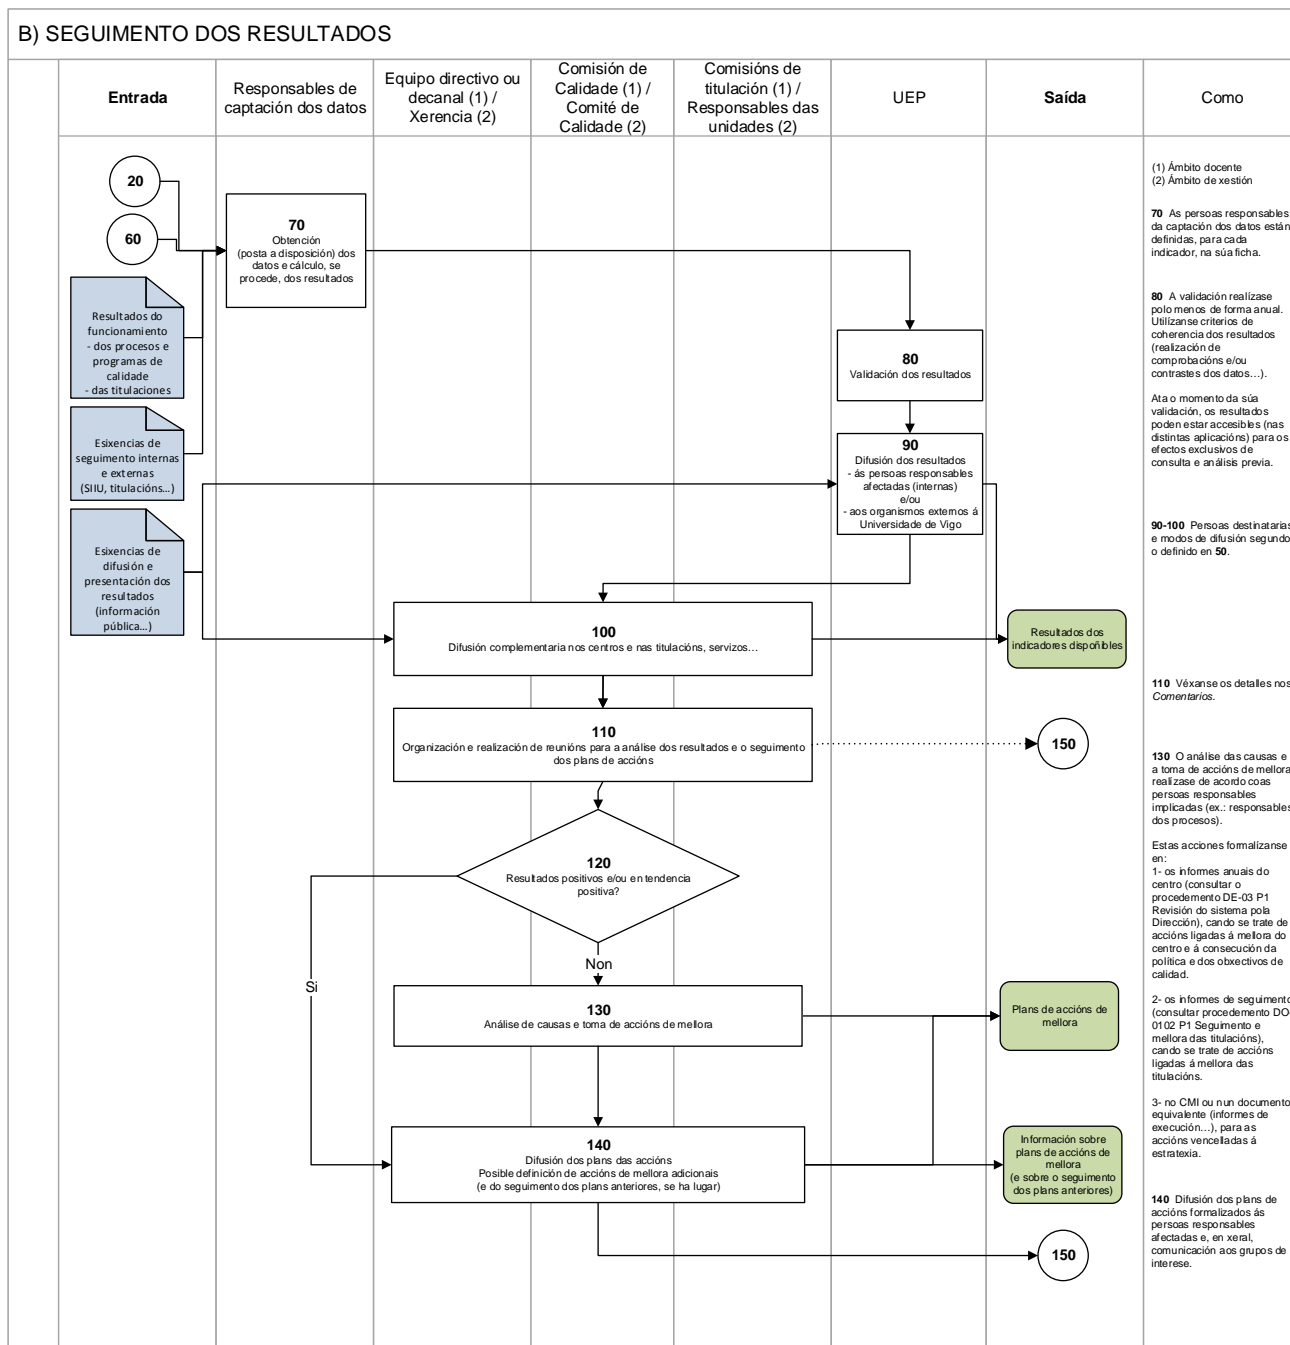 B) SEGUIMENTO DOS RESULTADOS
Entrada
Responsables de
captación dos datos
Equipo directivo ou
decanal (1) /
Xerencia (2)
Comisión de
Calidade (1) /
Comité de
Calidade (2)
Comisións de
titulación (1) /
Responsables das
unidades (2)
UEP
Saída
Como
20
60
Resultados do
funcionamiento
- dos procesos e
programas de
calidade
- das titulaciones
Esixencias de
seguimento internas
e externas
(SIIU, titulacións...)
Esixencias de
difusión e
presentación dos
resultados
(información
pública...)
70
Obtención
(posta a disposición) dos
datos e cálculo, se
procede, dos resultados
80
Validación dos resultados
90
Difusión dos resultados
- ás persoas responsables
afectadas (internas)
e/ou
- aos organismos externos á
Universidade de Vigo
100
Difusión complementaria nos centros e nas titulacións, servizos...
Resultados dos
indicadores dispoñibles
110
Organización e realización de reunións para a análise dos resultados e o seguimento
dos plans de accións
150
120
Resultados positivos e/ou en tendencia
positiva?
Non
Si
130
Análise de causas e toma de accións de mellora
Plans de accións de
mellora
140
Difusión dos plans das accións
Posible definición de accións de mellora adicionais
(e do seguimento dos plans anteriores, se ha lugar)
Información sobre
plans de accións de
mellora
(e sobre o seguimento
dos plans anteriores)
150
(1) Ámbito docente
(2) Ámbito de xestión
70 As persoas responsables
da captación dos datos están
definidas, para cada
indicador, na súa ficha.
80 A validación realízase
polo menos de forma anual.
Utilízanse criterios de
coherencia dos resultados
(realización de
comprobacións e/ou
contrastes dos datos...).
Ata o momento da súa
validación, os resultados
poden estar accesibles (nas
distintas aplicacións) para os
efectos exclusivos de
consulta e análisis previa.
90-100 Persoas destinatarias
e modos de difusión segundo
o definido en 50.
110 Véxanse os detalles nos
Comentarios.
130 O análise das causas e
a toma de accións de mellora
realízase de acordo coas
persoas responsables
implicadas (ex.: responsables
dos procesos).
Estas acciones formalízanse
en:
1- os informes anuais do
centro (consultar o
procedemento DE-03 P1
Revisión do sistema pola
Dirección), cando se trate de
accións ligadas á mellora do
centro e á consecución da
política e dos obxectivos de
calidad.
2- os informes de seguimento
(consultar procedemento DO-
0102 P1 Seguimento e
mellora das titulacións),
cando se trate de accións
ligadas á mellora das
titulacións.
3- no CMI ou nun documento
equivalente (informes de
execución...), para as
accións vencelladas á
estratexia.
140 Difusión dos plans de
accións formalizados ás
persoas responsables
afectadas e, en xeral,
comunicación aos grupos de
interese.